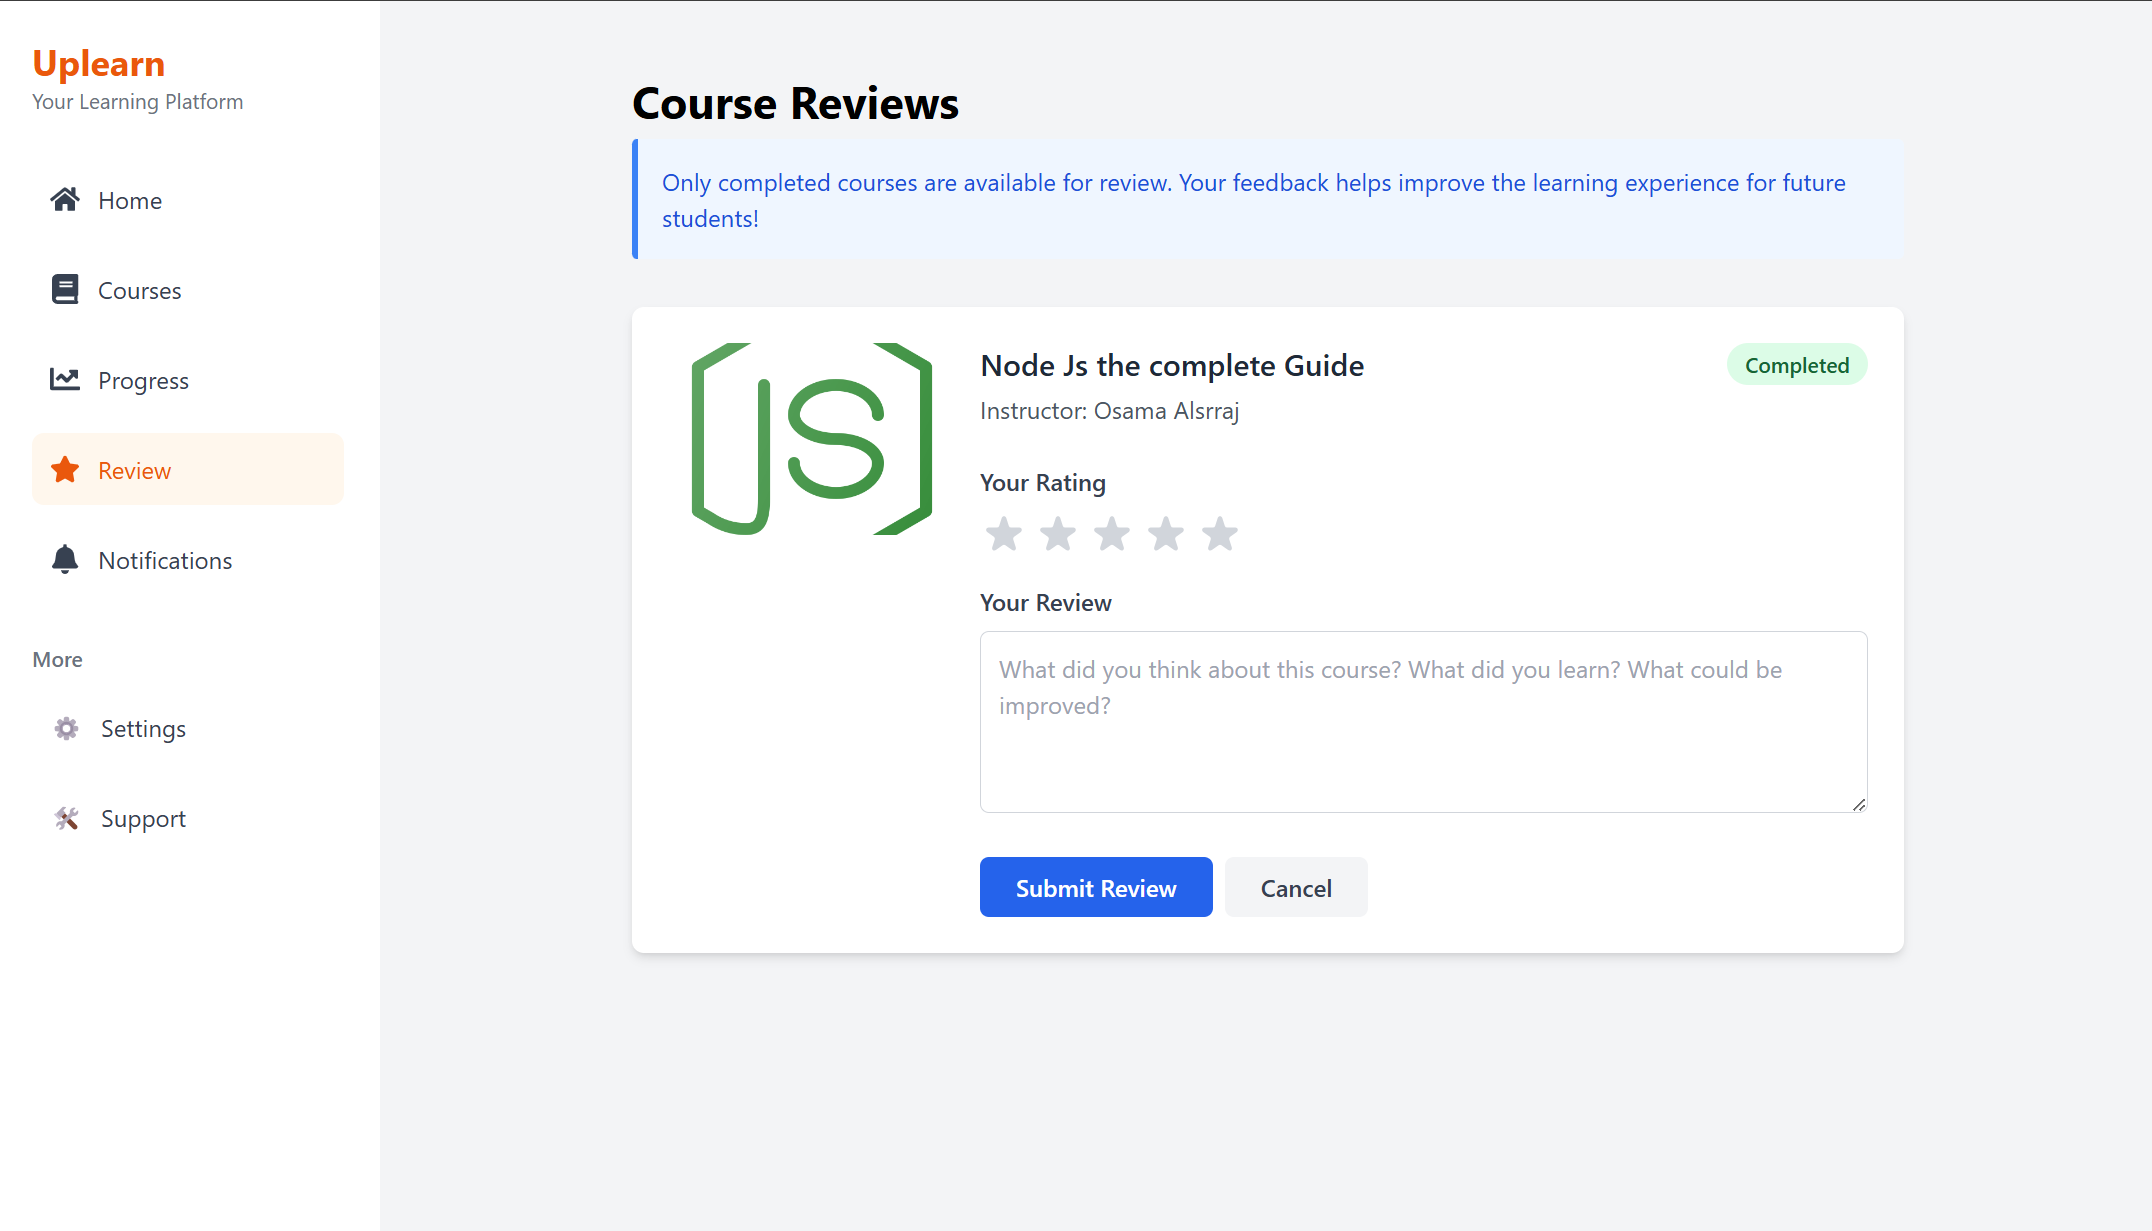 Uplearn
Your Learning Platform
Home
Courses
Progress
Review
Notifications
More
Settings
Support
Course Reviews
Only completed courses are available for review. Your feedback helps improve the learning experience for future
students!
JS
Node Js the complete Guide
Completed
Instructor: Osama Alsrraj
Your Rating
Your Review
What did you think about this course? What did you learn? What could be
improved?
Submit Review
Cancel